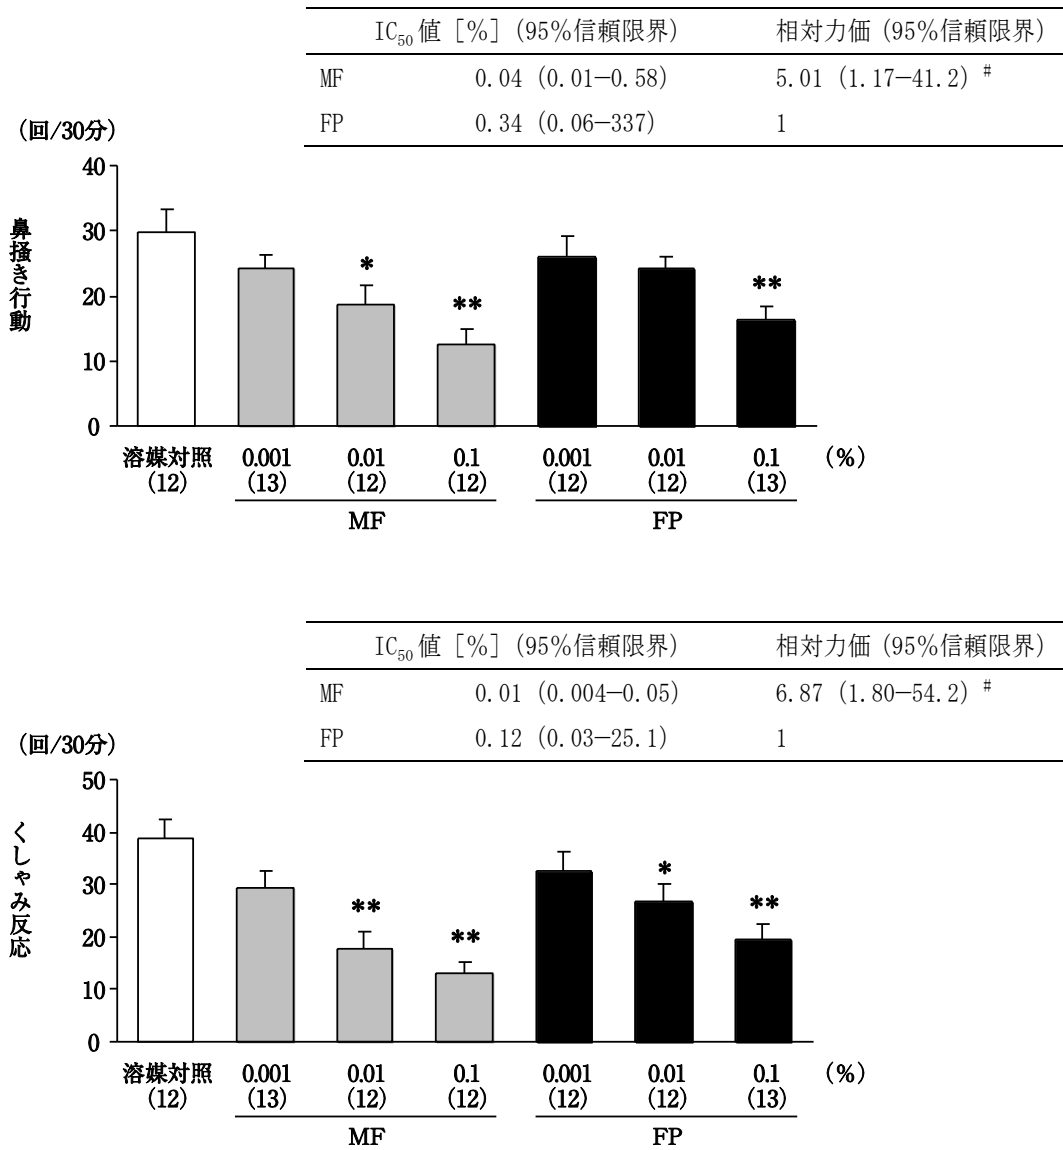 IC50値［%］(95%信頼限界) 相対力価 (95%信頼限界)
MF 0.04 (0.01−0.58) 5.01 (1.17−41.2) #
FP 0.34 (0.06−337) 1
(回/30分)
40
30
20
10
0
鼻掻き行動
*
**
**
溶媒対照 0.001 0.01 0.1 0.001 0.01 0.1 (%)
(12) (13) (12) (12) (12) (12) (13)
MF FP
IC50値［%］(95%信頼限界) 相対力価 (95%信頼限界)
MF 0.01 (0.004−0.05) 6.87 (1.80−54.2) #
FP 0.12 (0.03−25.1) 1
(回/30分)
50
40
30
20
10
0
くしゃみ反応
**
**
*
**
溶媒対照 0.001 0.01 0.1 0.001 0.01 0.1 (%)
(12) (13) (12) (12) (12) (12) (13)
MF FP